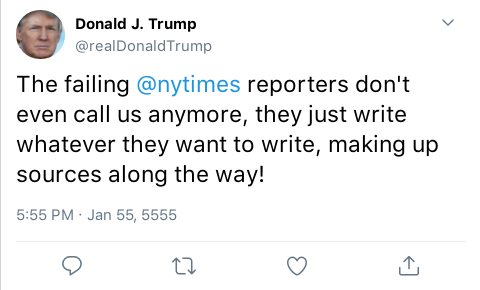 Donald J. Trump
@realDonaldTrump
The failing @nytimes reporters don't
even call us anymore, they just write
whatever they want to write, making up
sources along the way!
5:55 PM · Jan 55, 5555